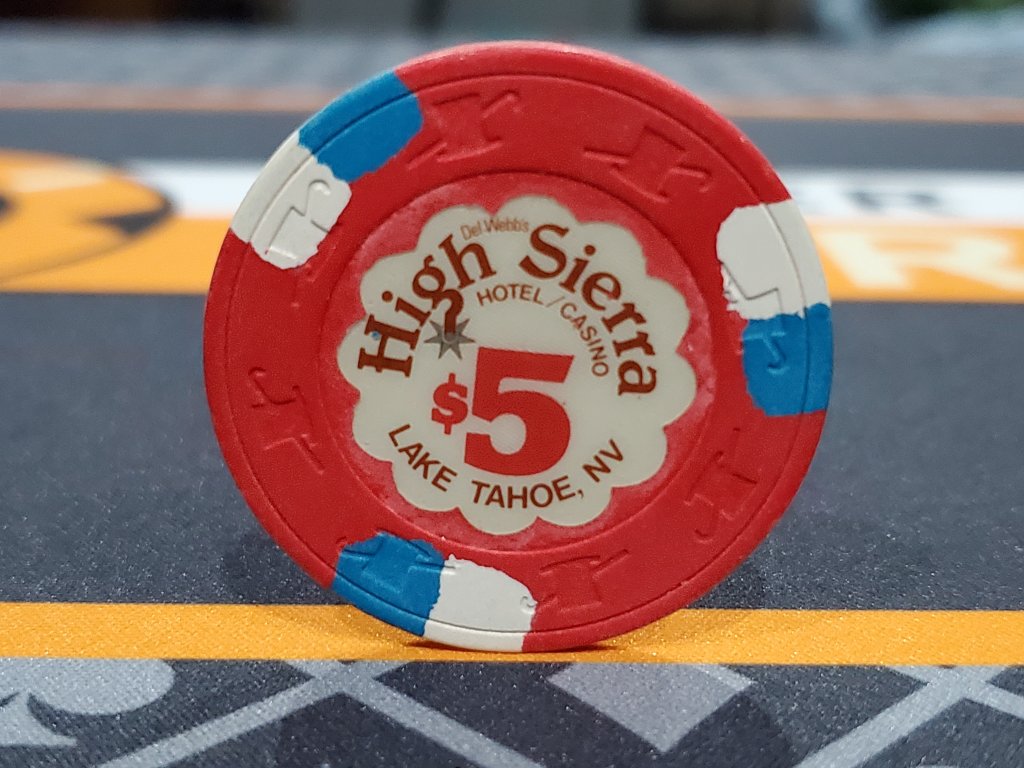 Del Webb's
High Sierra
HOTEL/CASINO
$5
LAKE TAHOE, NV